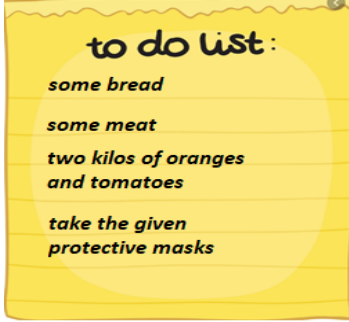 to do list:
some bread
some meat
two kilos of oranges
and tomatoes
take the given
protective masks